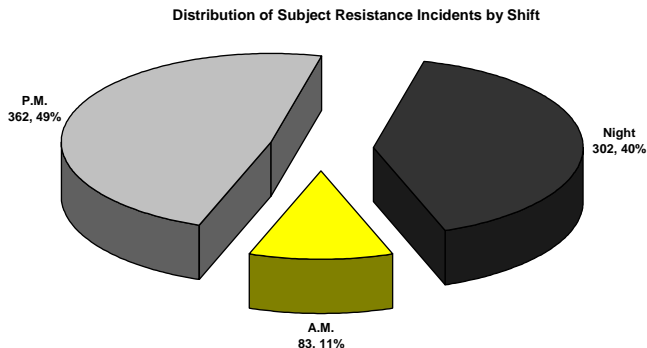 Distribution of Subject Resistance Incidents by Shift
P.M.
362, 49%
Night
302, 40%
A.M.
83, 11%